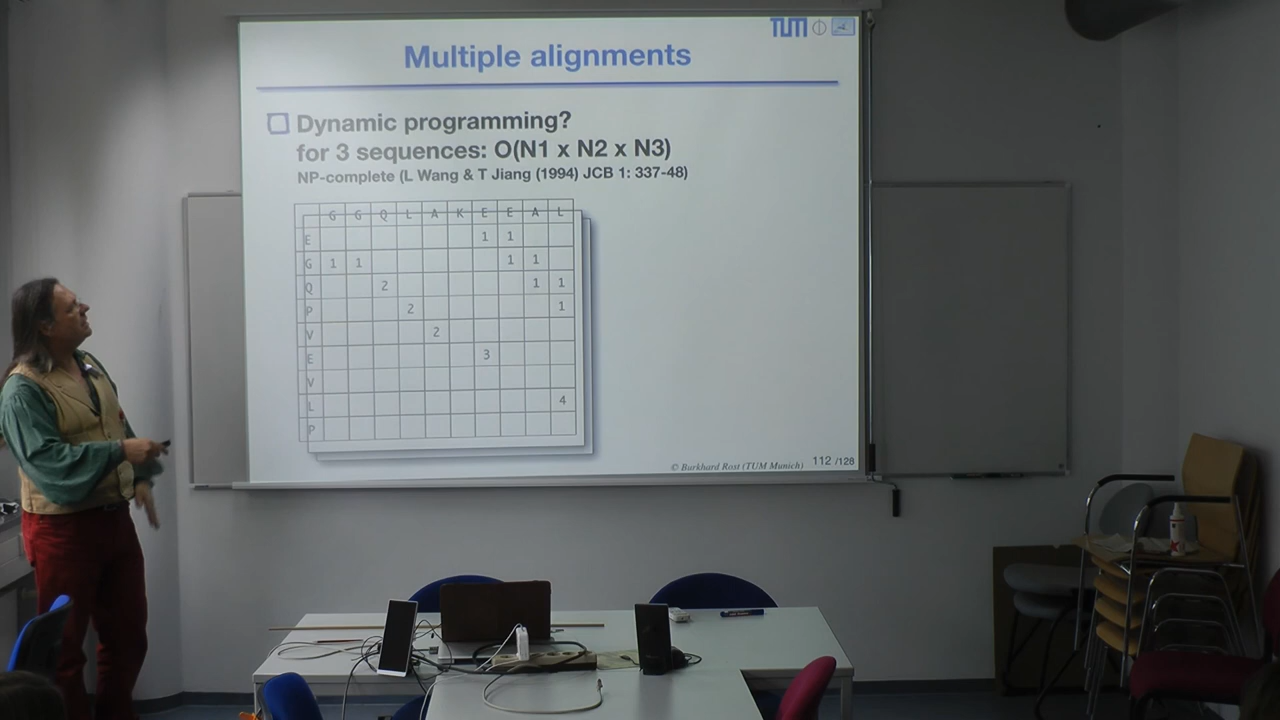 TUM
Multiple alignments
Dynamic programming?
for 3 sequences: O(N1 x N2 x N3)
NP-complete (L Wang & T Jiang (1994) JCB 1: 337-48)
G G Q L A K E E A L
E 1 1
G 1 1 1 1
Q 2 1 1
P 2 1
V 2
E 3
V
L 4
P
© Burkhard Rost (TUM Munich) 112 /128